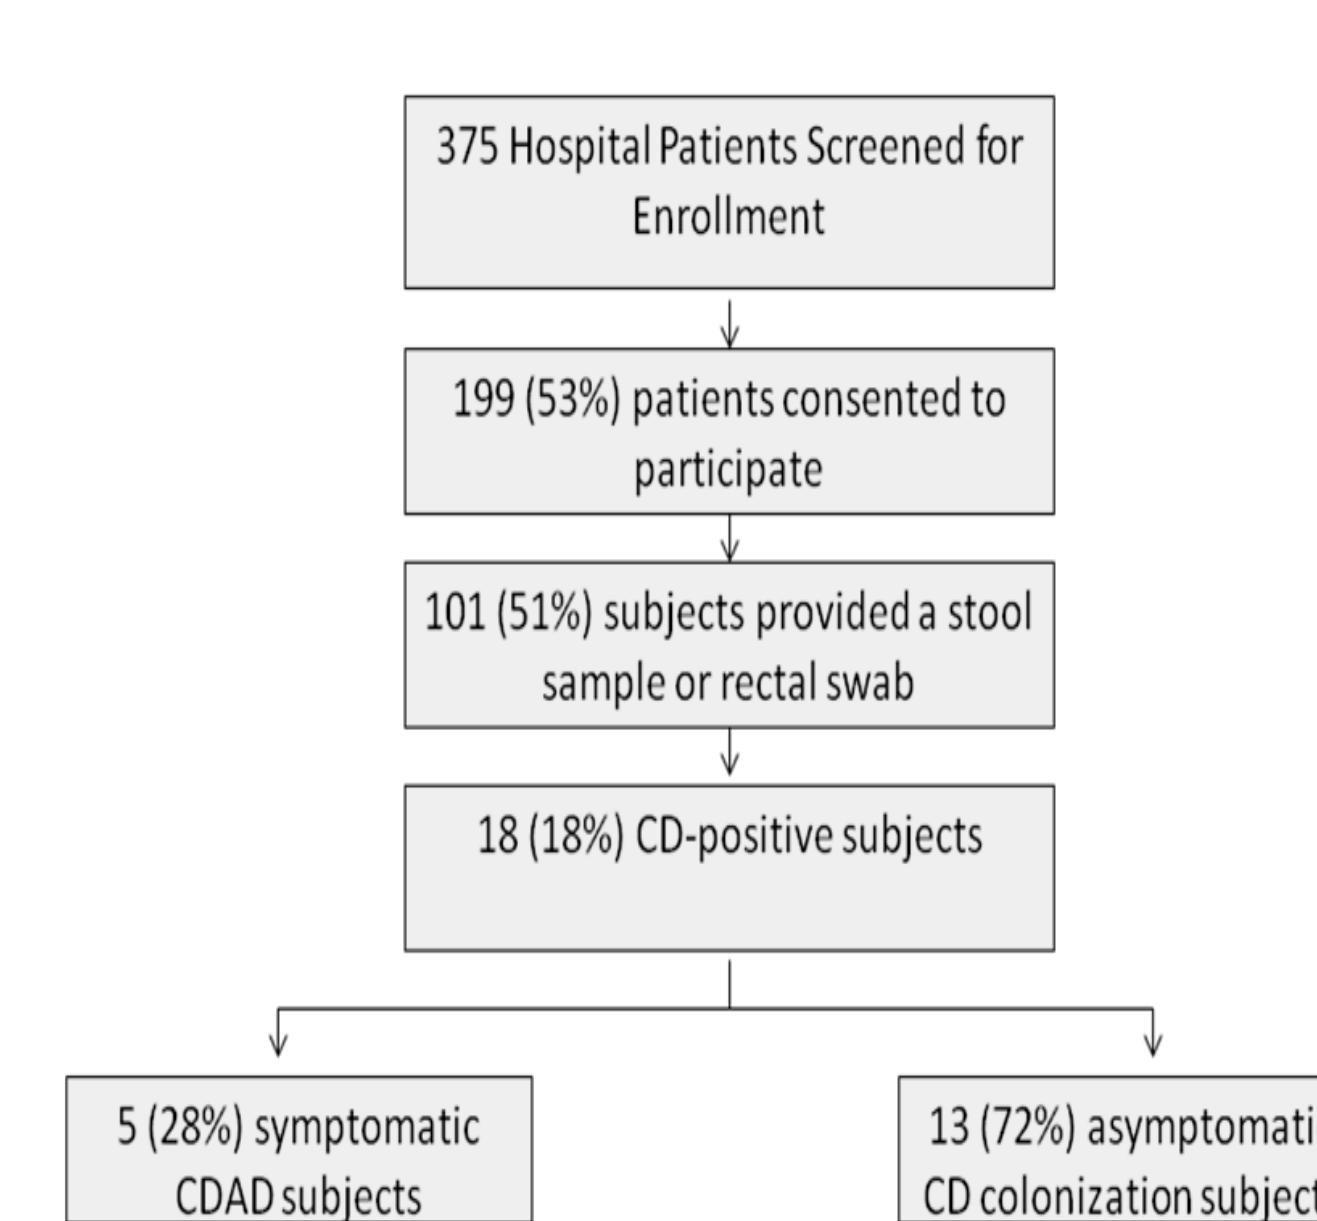 375 Hospital Patients Screened for
Enrollment
199 (53%) patients consented to
participate
101 (51%) subjects provided a stool
sample or rectal swab
18 (18%) CD-positive subjects
5 (28%) symptomatic
CDAD subjects
13 (72%) asymptomati
CD colonization subject